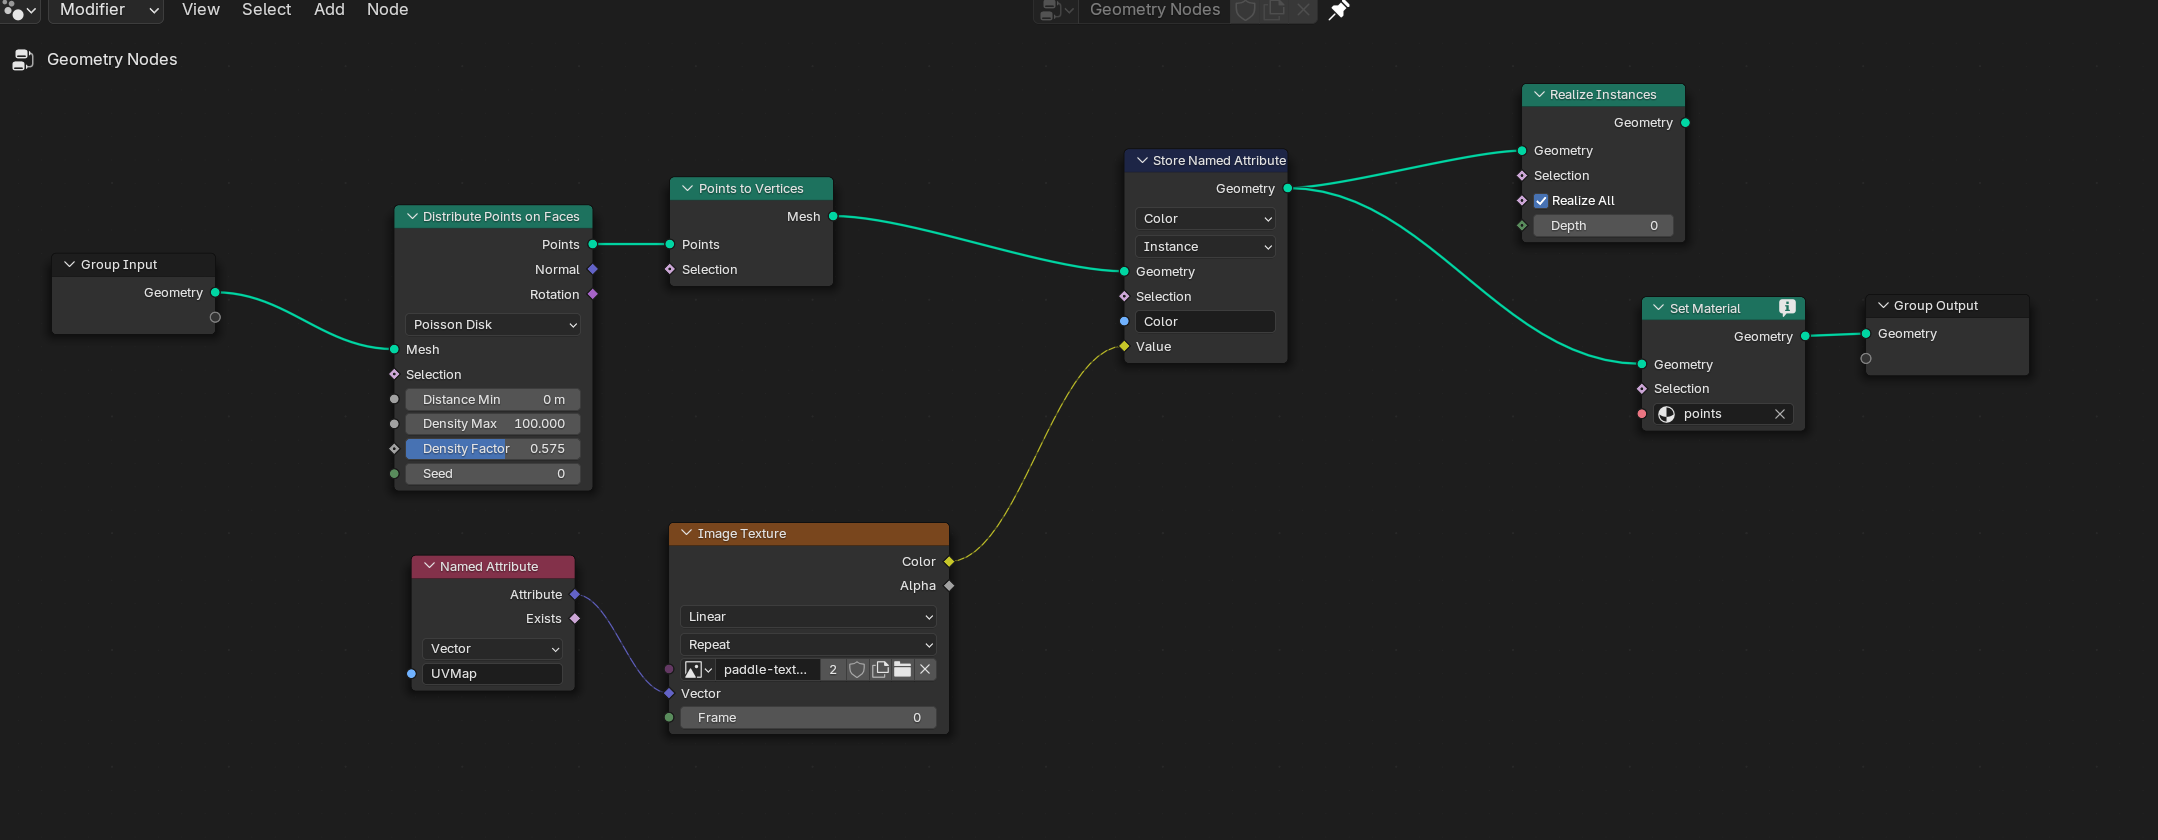 Modifier View Select Add Node
Geometry Nodes
Geometry Nodes
Group Input
Geometry
Distribute Points on Faces
Points
Normal
Rotation
Poisson Disk
Mesh
Selection
Distance Min 0 m
Density Max 100.000
Density Factor 0.575
Seed 0
Points to Vertices
Mesh
Points
Selection
Named Attribute
Attribute
Exists
Vector
UVMap
Image Texture
Color
Alpha
Linear
Repeat
paddle-text... 2
Vector
Frame 0
Store Named Attribute
Geometry
Color
Instance
Geometry
Selection
Color
Value
Realize Instances
Geometry
Geometry
Selection
Realize All
Depth 0
Set Material
Geometry
Geometry
Selection
points
Group Output
Geometry